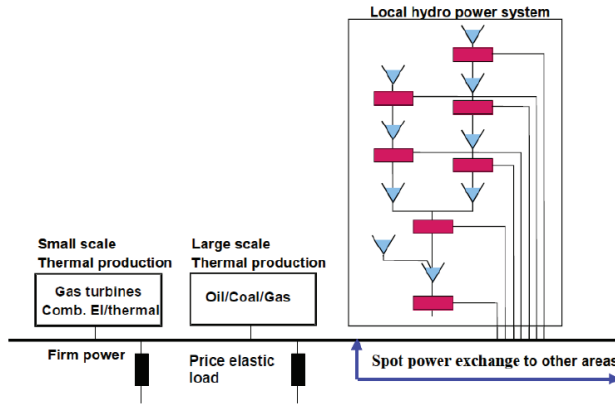 Local hydro power system
Small scale
Thermal production
Large scale
Thermal production
Gas turbines
Comb. El/thermal
Oil/Coal/Gas
Firm power
Price elastic
load
Spot power exchange to other areas